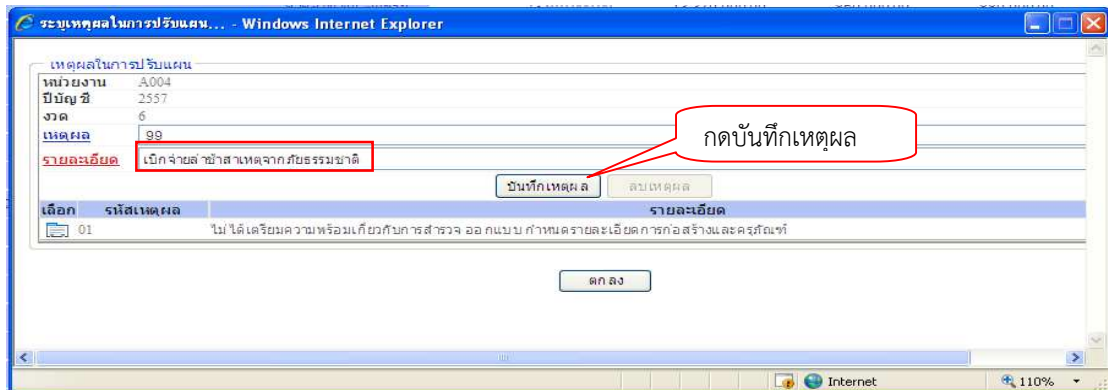 ระบุเหตุผลในการปรับแผน... - Windows Internet Explorer
เหตุผลในการปรับแผน
หน่วยงาน A004
ปีบัญชี 2557
งวด 6
เหตุผล 99
กดบันทึกเหตุผล
รายละเอียด เบิกจ่ายล่าช้าสาเหตุจากภัยธรรมชาติ
บันทึกเหตุผล ลบเหตุผล
เลือก รหัสเหตุผล รายละเอียด
01 ไม่ได้เตรียมความพร้อมเกี่ยวกับการสำรวจ ออกแบบ กำหนดรายละเอียดการก่อสร้างและครุภัณฑ์
ตกลง
Internet 110%